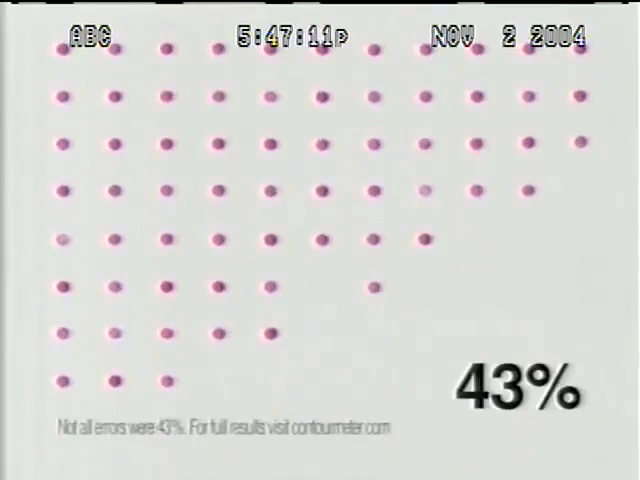 ABC 5:47:11p NOV 2 2004
43%
Not all errors were 43%. For full results visit contourmeter.com